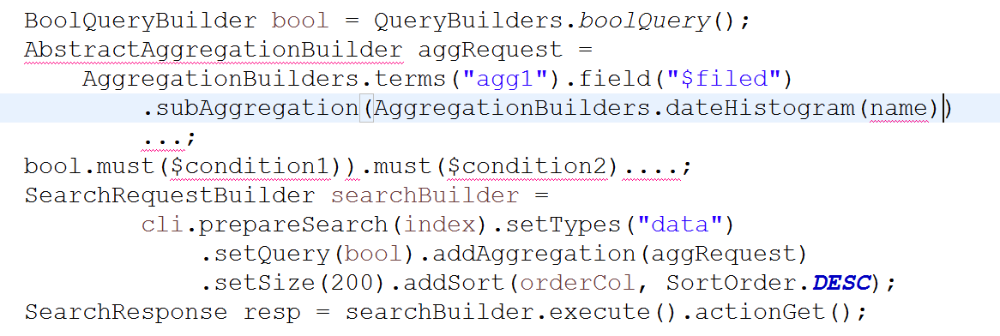 BoolQueryBuilder bool = QueryBuilders.boolQuery();
AbstractAggregationBuilder aggRequest =
AggregationBuilders.terms("agg1").field("$filed")
.subAggregation(AggregationBuilders.dateHistogram(name))
...;
bool.must($condition1)).must($condition2)....;
SearchRequestBuilder searchBuilder =
cli.prepareSearch(index).setTypes("data")
.setQuery(bool).addAggregation(aggRequest)
.setSize(200).addSort(orderCol, SortOrder.DESC);
SearchResponse resp = searchBuilder.execute().actionGet();